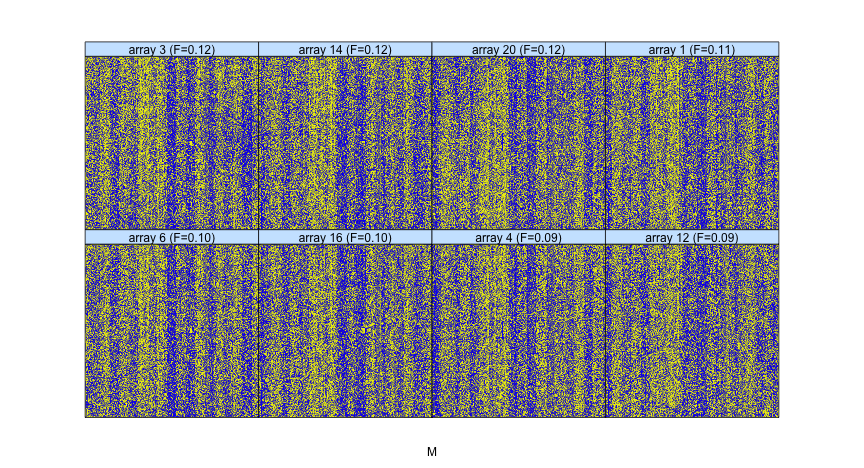 array 3 (F=0.12)
array 14 (F=0.12)
array 20 (F=0.12)
array 1 (F=0.11)
array 6 (F=0.10)
array 16 (F=0.10)
array 4 (F=0.09)
array 12 (F=0.09)
M